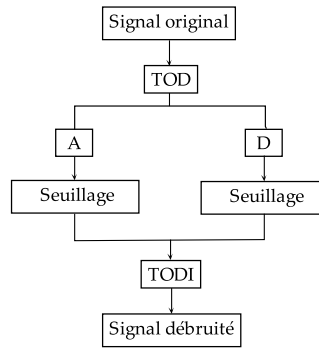 Signal original
TOD
A
D
Seuillage
Seuillage
TODI
Signal débruité